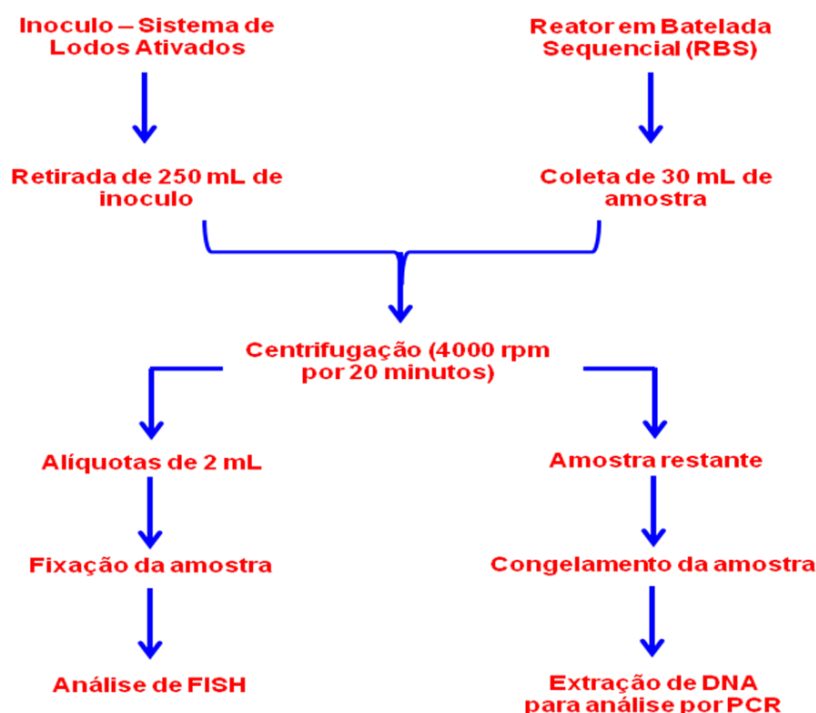 Inoculo – Sistema de
Lodos Ativados
Reator em Batelada
Sequencial (RBS)
Retirada de 250 mL de
inoculo
Coleta de 30 mL de
amostra
Centrifugação (4000 rpm
por 20 minutos)
Alíquotas de 2 mL
Amostra restante
Fixação da amostra
Congelamento da amostra
Análise de FISH
Extração de DNA
para análise por PCR